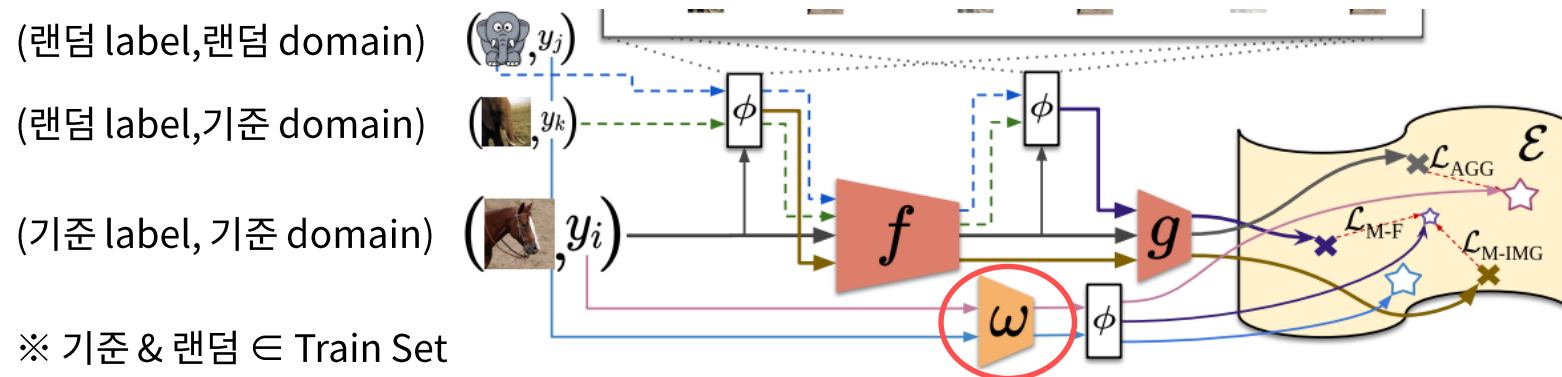 (랜덤 label,랜덤 domain)
( , y_j)
(랜덤 label,기준 domain)
( , y_k)
(기준 label, 기준 domain)
( , y_i)
※ 기준 & 랜덤 ∈ Train Set
ϕ
ϕ
f
g
ω
ϕ
ℰ
ℒ_AGG
ℒ_M-F
ℒ_M-IMG